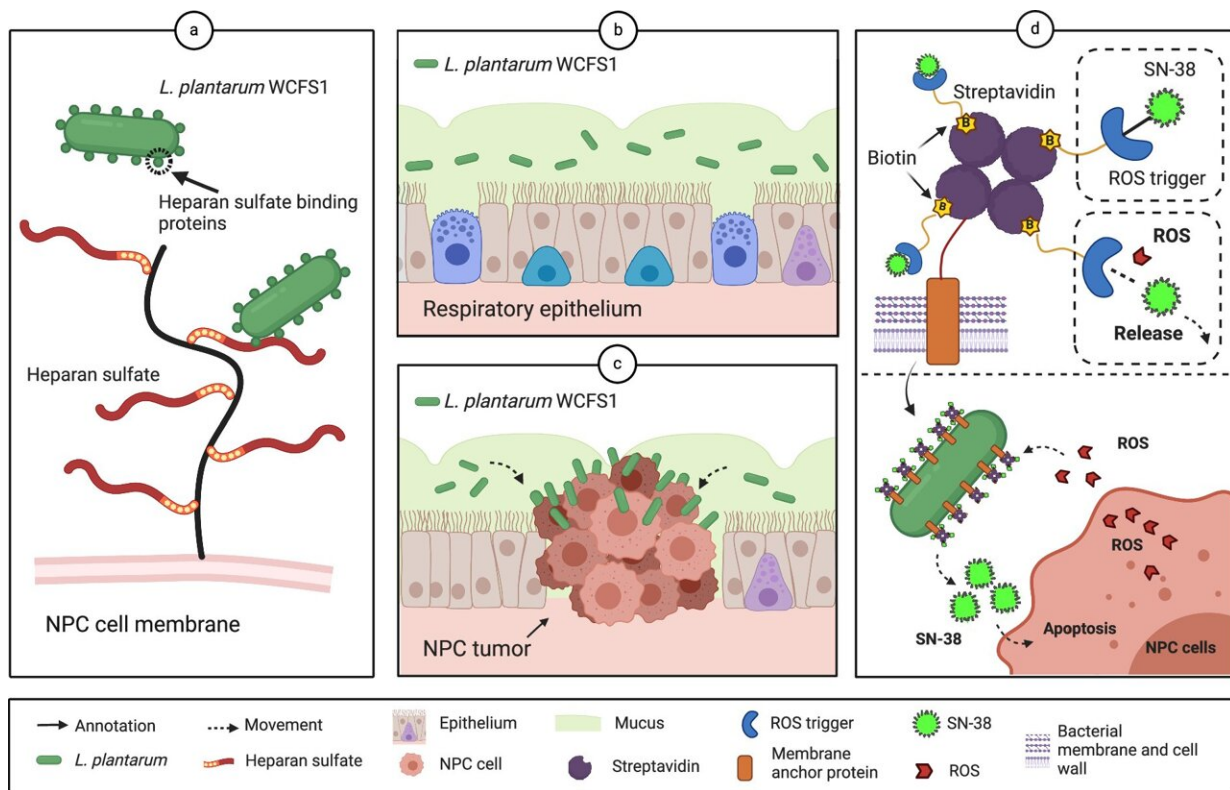 a
L. plantarum WCFS1
Heparan sulfate binding
proteins
Heparan sulfate
NPC cell membrane
b
L. plantarum WCFS1
Respiratory epithelium
c
L. plantarum WCFS1
NPC tumor
d
SN-38
Streptavidin
B
B
Biotin
ROS trigger
B
B
ROS
Release
ROS
ROS
SN-38
Apoptosis
NPC cells
Annotation
Movement
Epithelium
Mucus
ROS trigger
SN-38
Bacterial
membrane and cell
wall
L. plantarum
Heparan sulfate
NPC cell
Streptavidin
Membrane
anchor protein
ROS